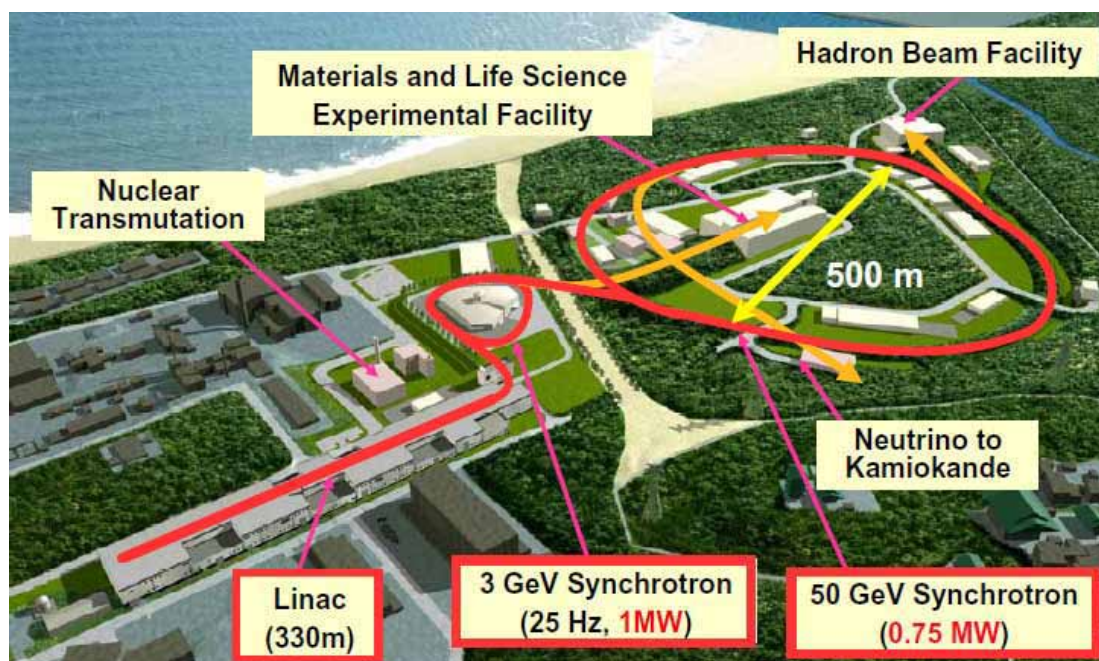 Hadron Beam Facility
Materials and Life Science
Experimental Facility
Nuclear
Transmutation
500 m
Neutrino to
Kamiokande
Linac
(330m)
3 GeV Synchrotron
(25 Hz, 1MW)
50 GeV Synchrotron
(0.75 MW)